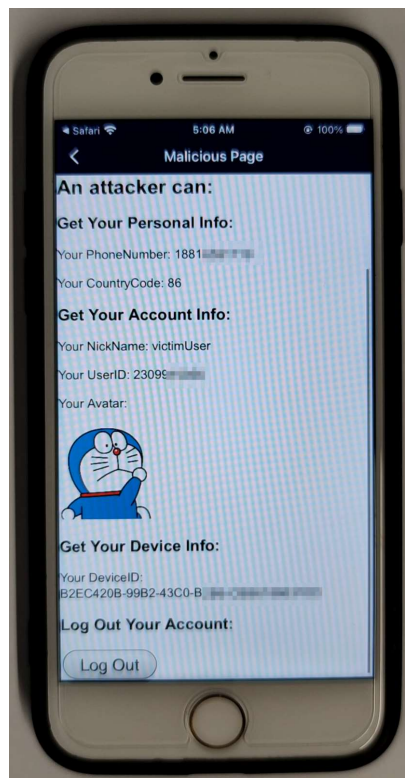 Safari 5:06 AM 100%
Malicious Page
An attacker can:
Get Your Personal Info:
Your PhoneNumber: 1881
Your CountryCode: 86
Get Your Account Info:
Your NickName: victimUser
Your UserID: 23099
Your Avatar:
Get Your Device Info:
Your DeviceID:
B2EC420B-99B2-43C0-B
Log Out Your Account:
Log Out